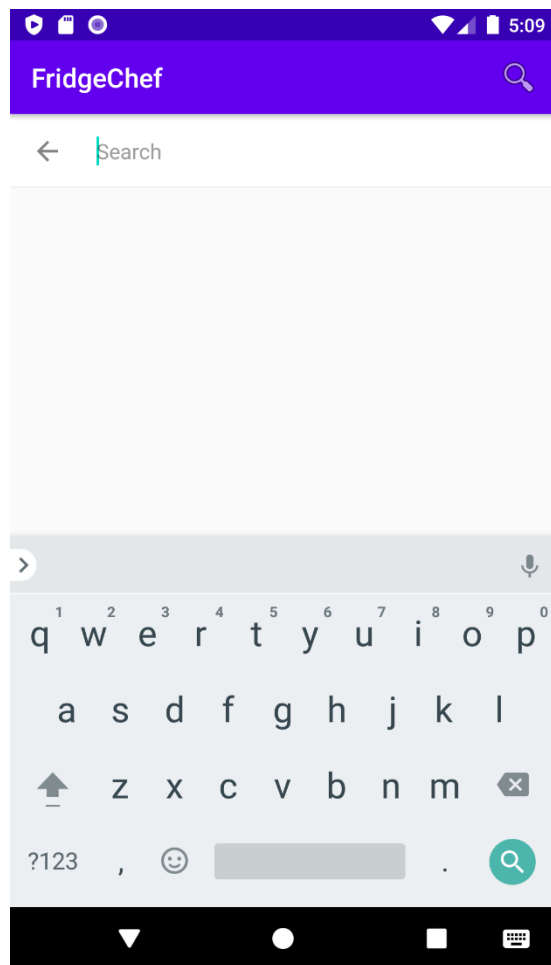 5:09
FridgeChef
Search
1 2 3 4 5 6 7 8 9 0
q w e r t y u i o p
a s d f g h j k l
z x c v b n m
?123 , .